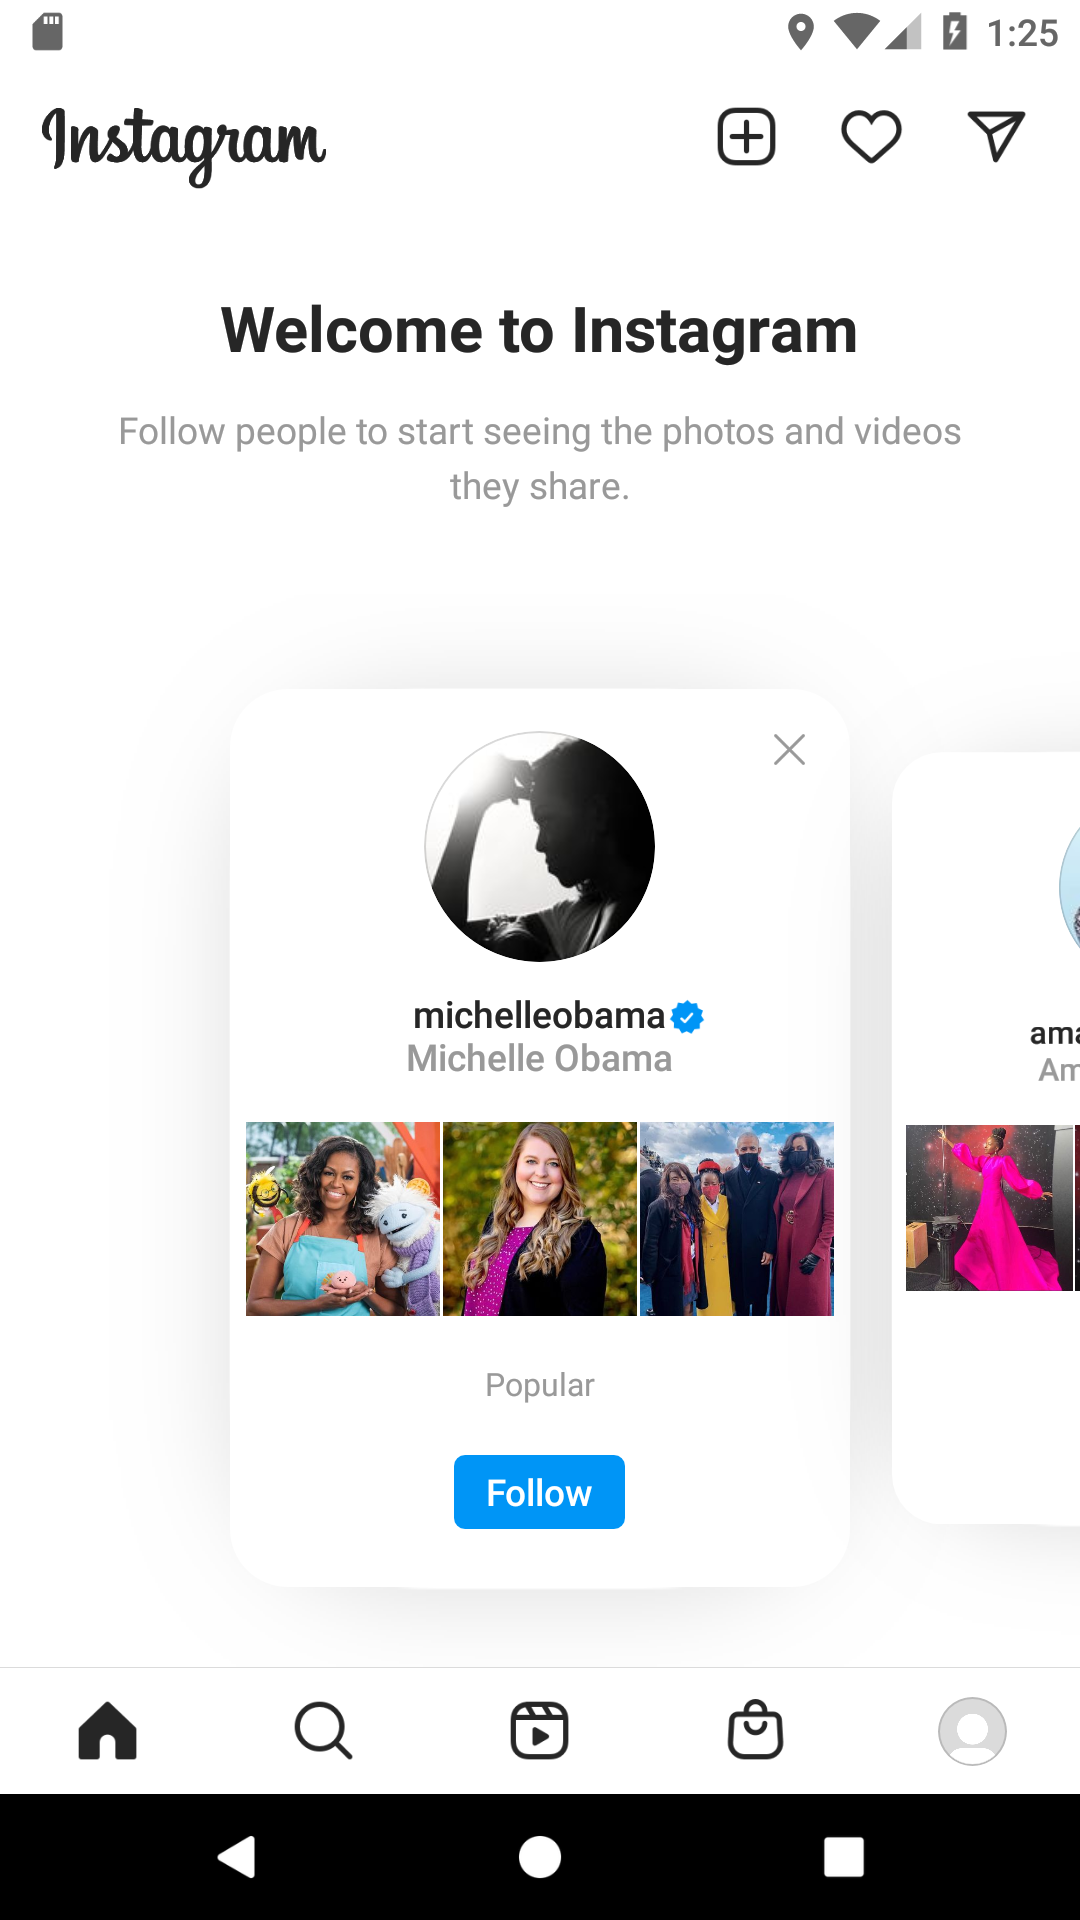 1:25
Instagram
Welcome to Instagram
Follow people to start seeing the photos and videos
they share.
michelleobama
Michelle Obama
Popular
Follow
ama
Am